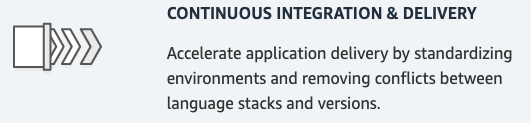 CONTINUOUS INTEGRATION & DELIVERY
Accelerate application delivery by standardizing
environments and removing conflicts between
language stacks and versions.